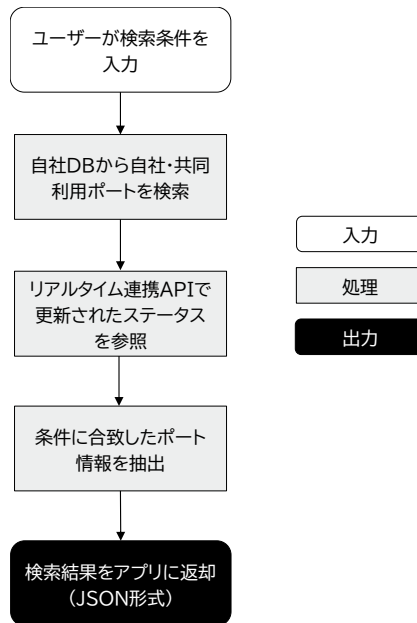 ユーザーが検索条件を
入力
自社DBから自社・共同
利用ポートを検索
リアルタイム連携APIで
更新されたステータス
を参照
条件に合致したポート
情報を抽出
検索結果をアプリに返却
（JSON形式）
入力
処理
出力